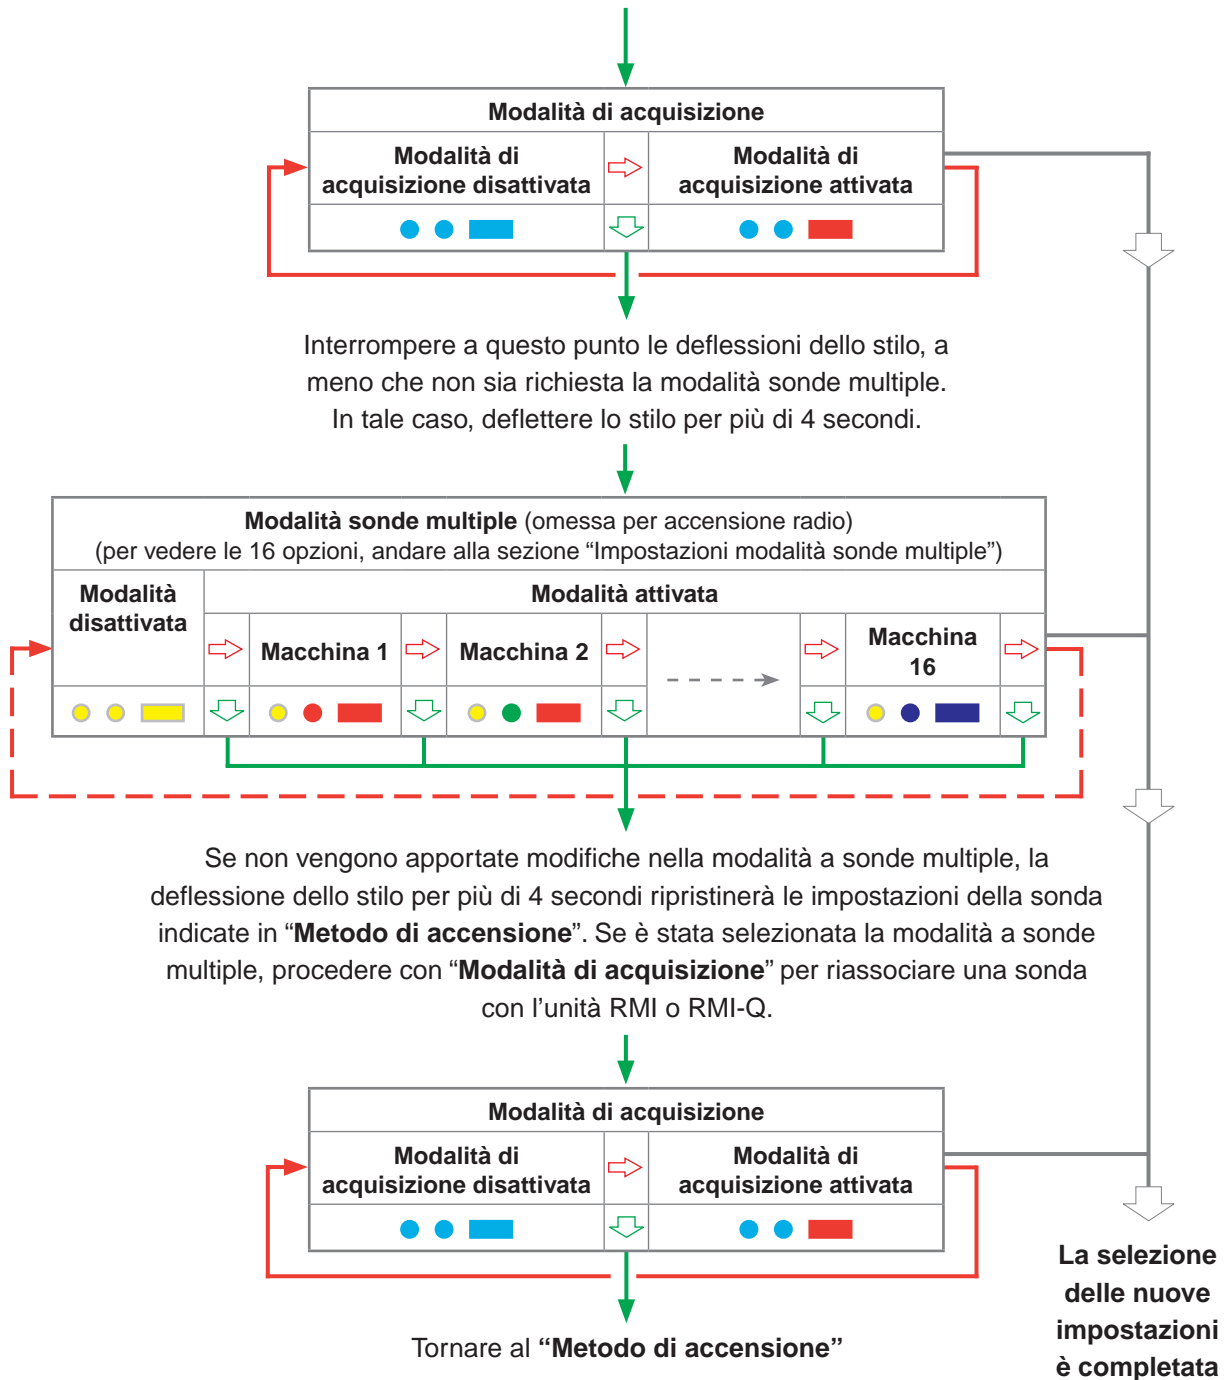 Modalità di acquisizione
Modalità di
acquisizione disattivata
Modalità di
acquisizione attivata
Interrompere a questo punto le deflessioni dello stilo, a
meno che non sia richiesta la modalità sonde multiple.
In tale caso, deflettere lo stilo per più di 4 secondi.
Modalità sonde multiple (omessa per accensione radio)
(per vedere le 16 opzioni, andare alla sezione “Impostazioni modalità sonde multiple”)
Modalità
disattivata
Modalità attivata
Macchina 1
Macchina 2
Macchina
16
Se non vengono apportate modifiche nella modalità a sonde multiple, la
deflessione dello stilo per più di 4 secondi ripristinerà le impostazioni della sonda
indicate in “Metodo di accensione”. Se è stata selezionata la modalità a sonde
multiple, procedere con “Modalità di acquisizione” per riassociare una sonda
con l’unità RMI o RMI-Q.
Modalità di acquisizione
Modalità di
acquisizione disattivata
Modalità di
acquisizione attivata
Tornare al “Metodo di accensione”
La selezione
delle nuove
impostazioni
è completata